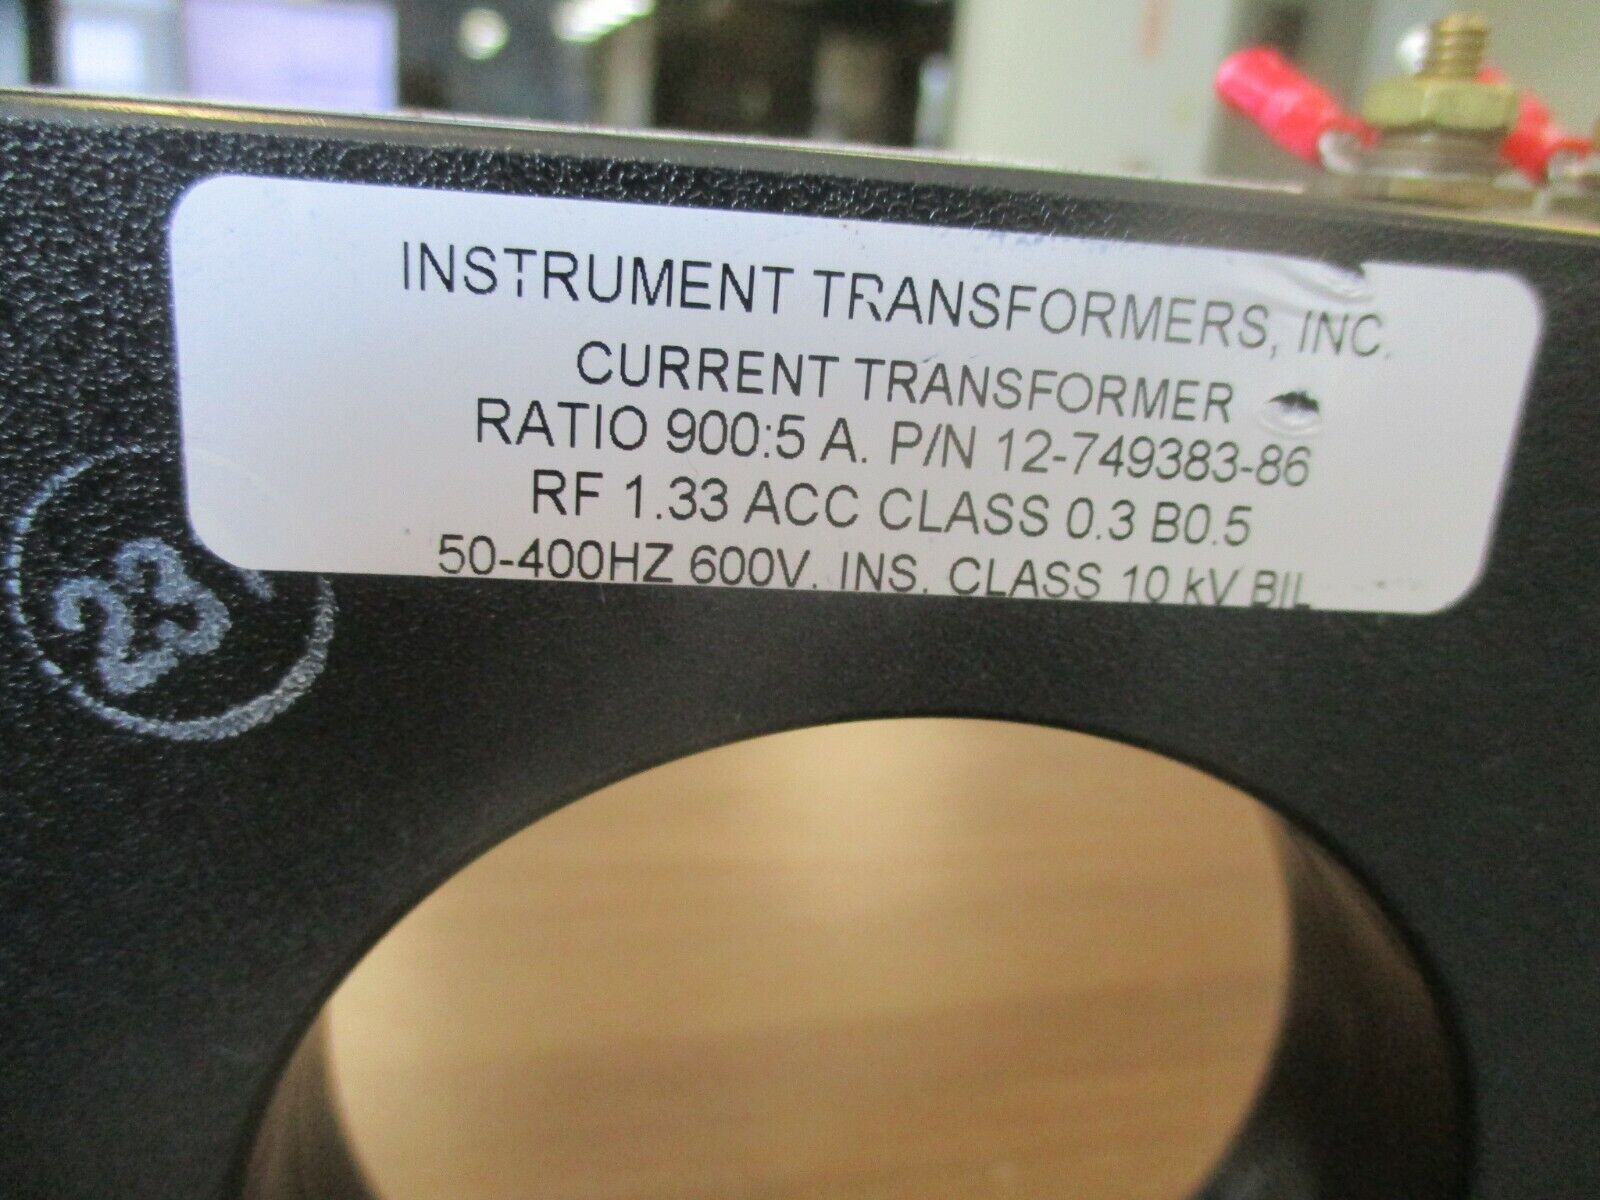 INSTRUMENT TRANSFORMERS, INC.
CURRENT TRANSFORMER
RATIO 900:5 A. P/N 12-749383-86
RF 1.33 ACC CLASS 0.3 B0.5
50-400HZ 600V. INS. CLASS 10 kV BIL
23